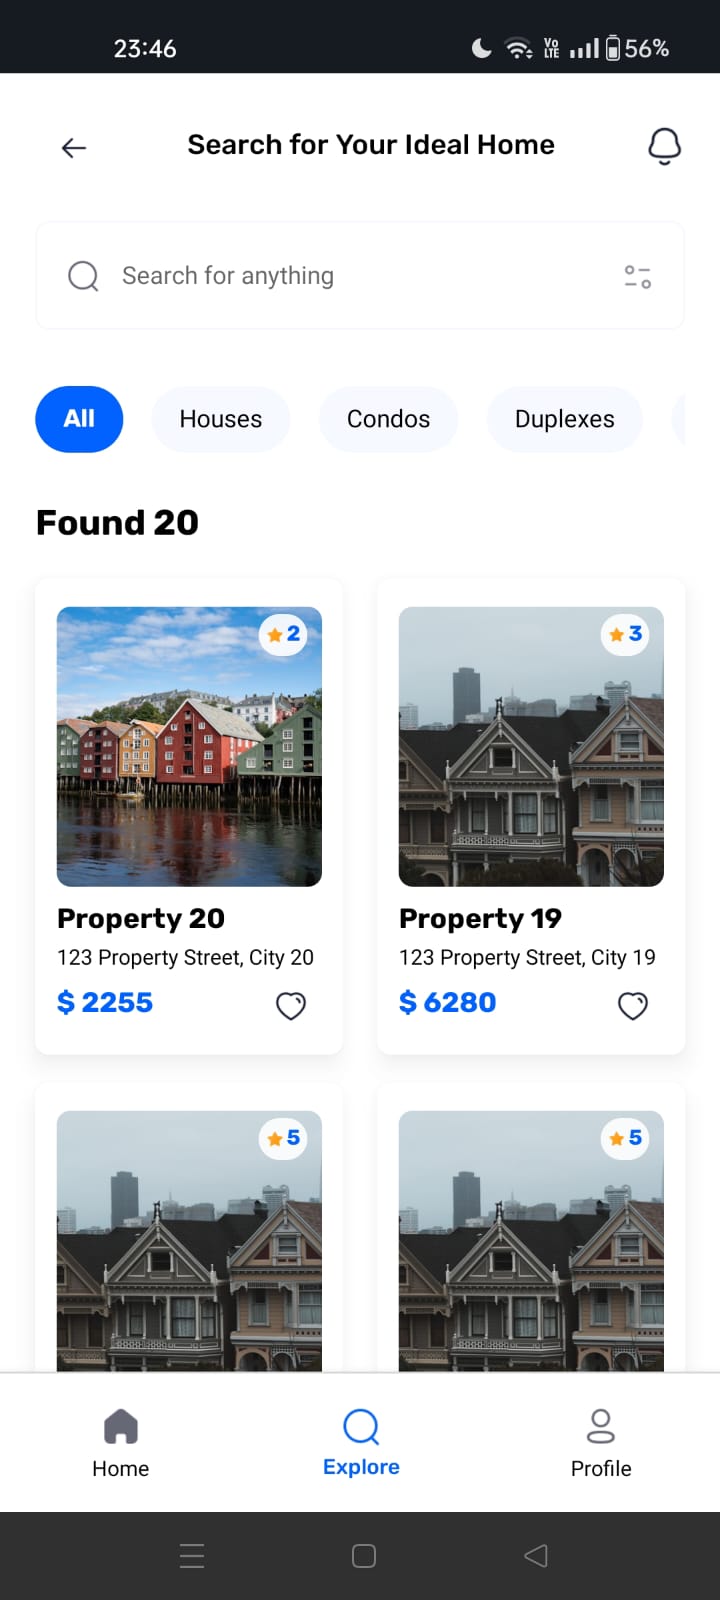 23:46
Vo LTE 56%
Search for Your Ideal Home
Search for anything
All Houses Condos Duplexes
Found 20
2 3
Property 20 Property 19
123 Property Street, City 20 123 Property Street, City 19
$ 2255 $ 6280
5 5
Home Explore Profile